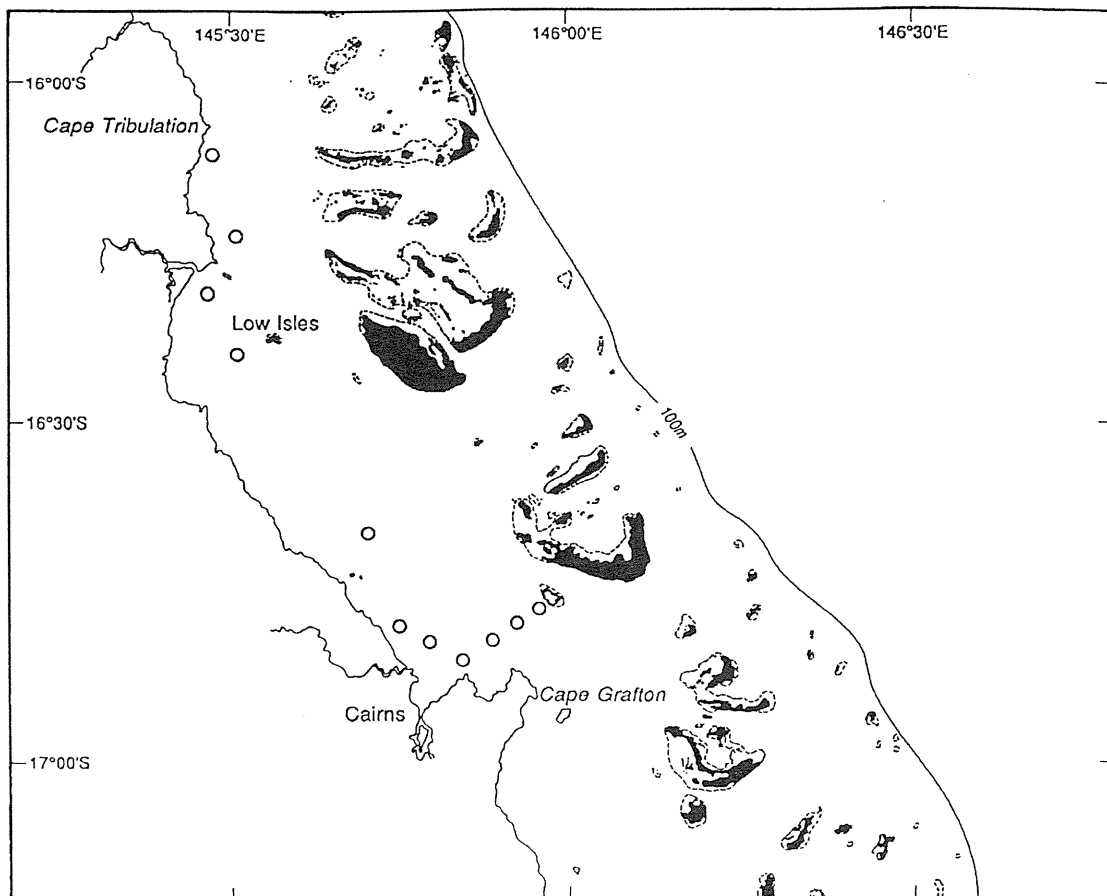 145°30'E
146°00'E
146°30'E
16°00'S
Cape Tribulation
Low Isles
16°30'S
100m
Cape Grafton
Cairns
17°00'S